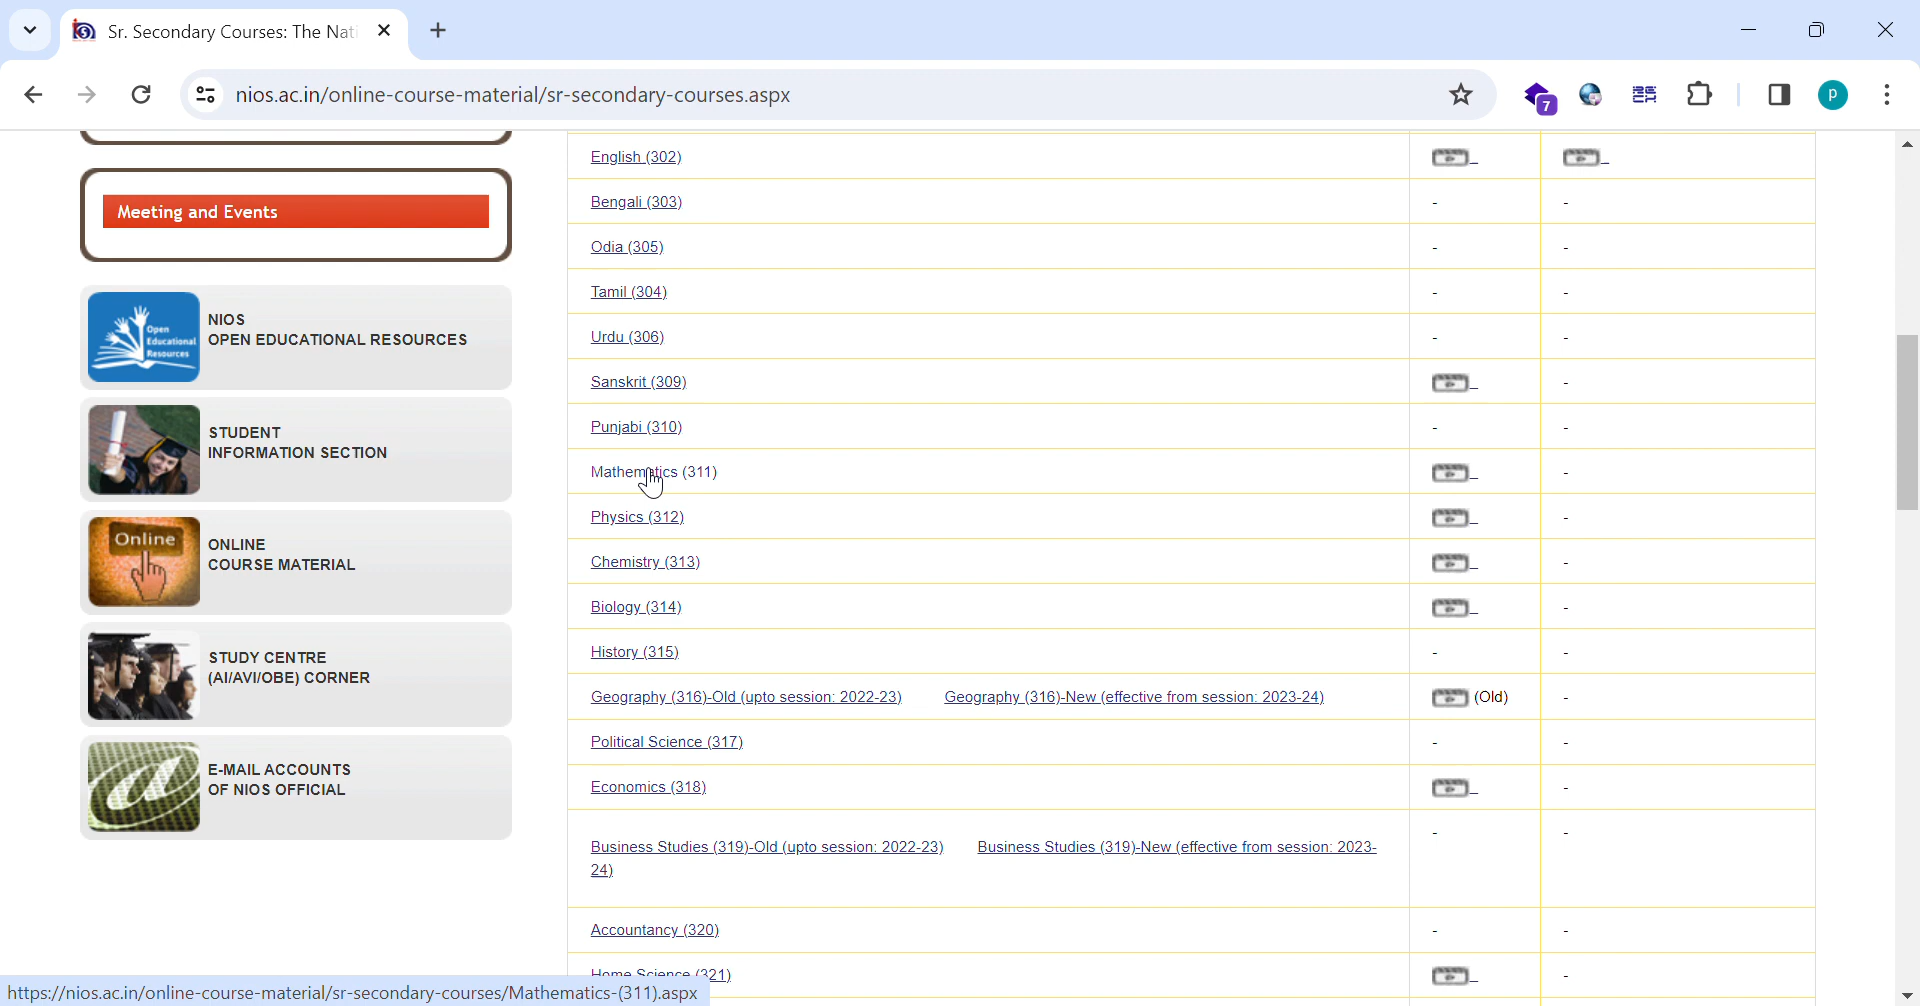 Sr. Secondary Courses: The Nati
nios.ac.in/online-course-material/sr-secondary-courses.aspx
7
P
Meeting and Events
Open
Educational
Resources
NIOS
OPEN EDUCATIONAL RESOURCES
STUDENT
INFORMATION SECTION
Online
ONLINE
COURSE MATERIAL
STUDY CENTRE
(AI/AVI/OBE) CORNER
E-MAIL ACCOUNTS
OF NIOS OFFICIAL
English (302)
Bengali (303) - -
Odia (305) - -
Tamil (304) - -
Urdu (306) - -
Sanskrit (309) -
Punjabi (310) - -
Mathematics (311) -
Physics (312) -
Chemistry (313) -
Biology (314) -
History (315) - -
Geography (316)-Old (upto session: 2022-23) Geography (316)-New (effective from session: 2023-24) (Old) -
Political Science (317) - -
Economics (318) -
Business Studies (319)-Old (upto session: 2022-23) Business Studies (319)-New (effective from session: 2023- - -
24)
Accountancy (320) - -
Home Science (321) -
https://nios.ac.in/online-course-material/sr-secondary-courses/Mathematics-(311).aspx